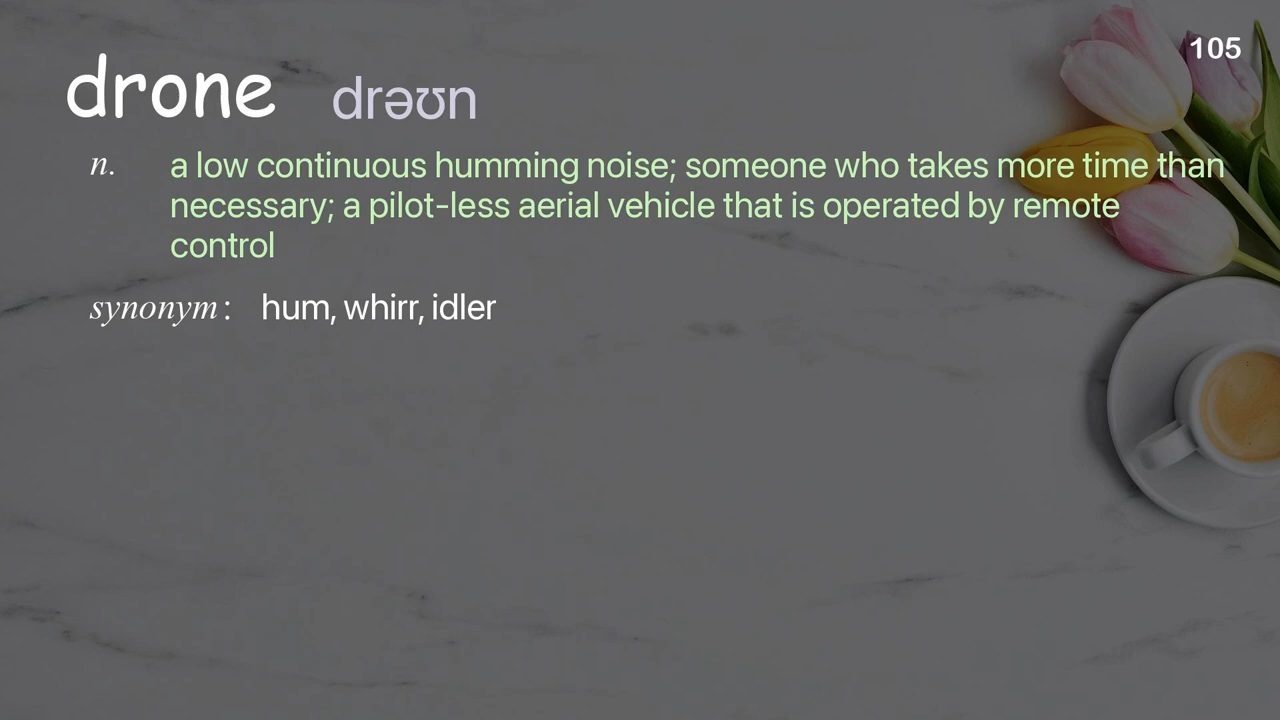 105
drone drəʊn
n. a low continuous humming noise; someone who takes more time than
necessary; a pilot-less aerial vehicle that is operated by remote
control
synonym: hum, whirr, idler